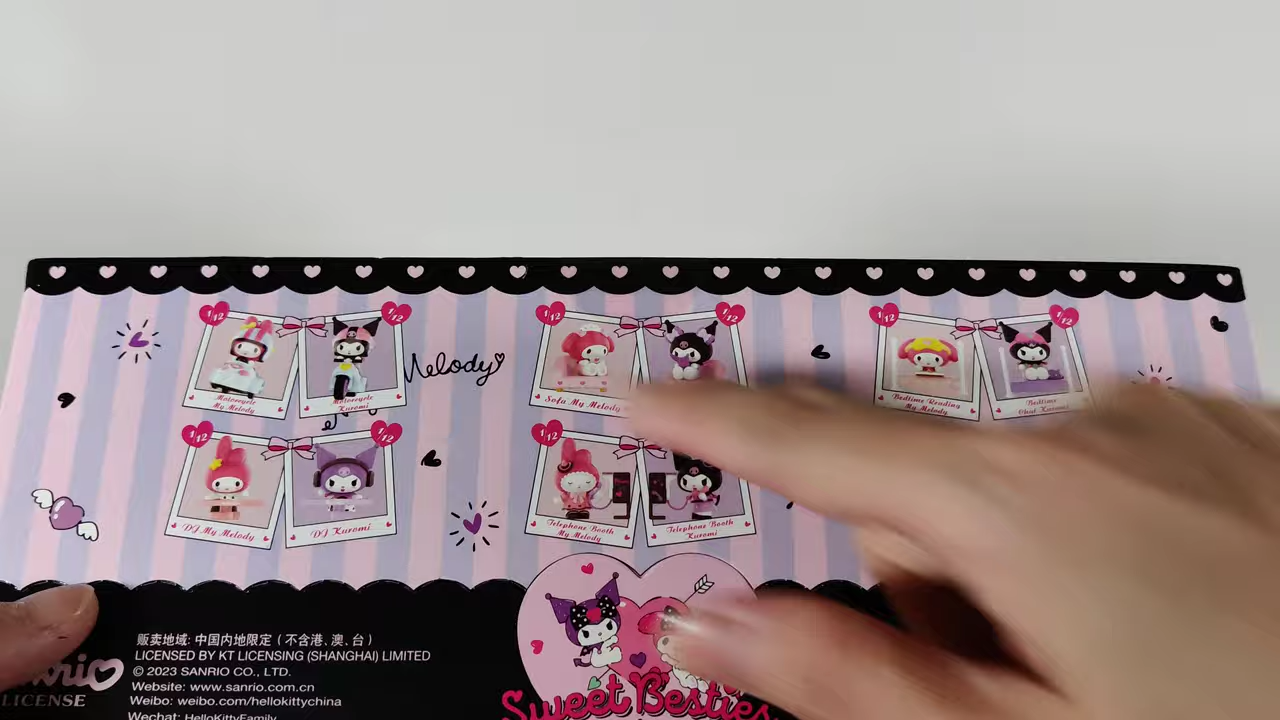 1/12
1/12
Motorcycle
My Melody
Motorcycle
Kuromi
Melody
1/12
1/12
Sofa My Melody
1/12
1/12
Bedtime Reading
My Melody
Bedtime
Chat Kuromi
1/12
1/12
DJ My Melody
DJ Kuromi
1/12
Telephone Booth
My Melody
Telephone Booth
Kuromi
贩卖地域: 中国内地限定 (不含港、澳、台)
LICENSED BY KT LICENSING (SHANGHAI) LIMITED
© 2023 SANRIO CO., LTD.
Website: www.sanrio.com.cn
Weibo: weibo.com/hellokittychina
Wechat: HelloKittyFamily
LICENSE
Sweet Besties